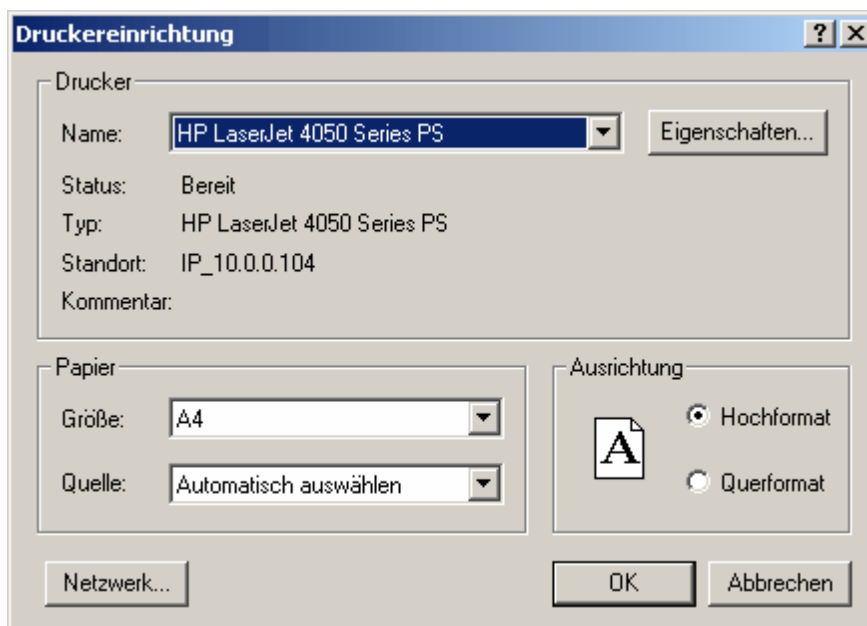 Druckereinrichtung
Drucker
Name: HP LaserJet 4050 Series PS Eigenschaften...
Status: Bereit
Typ: HP LaserJet 4050 Series PS
Standort: IP_10.0.0.104
Kommentar:
Papier
Größe: A4
Quelle: Automatisch auswählen
Ausrichtung
A
Hochformat
Querformat
Netzwerk... OK Abbrechen